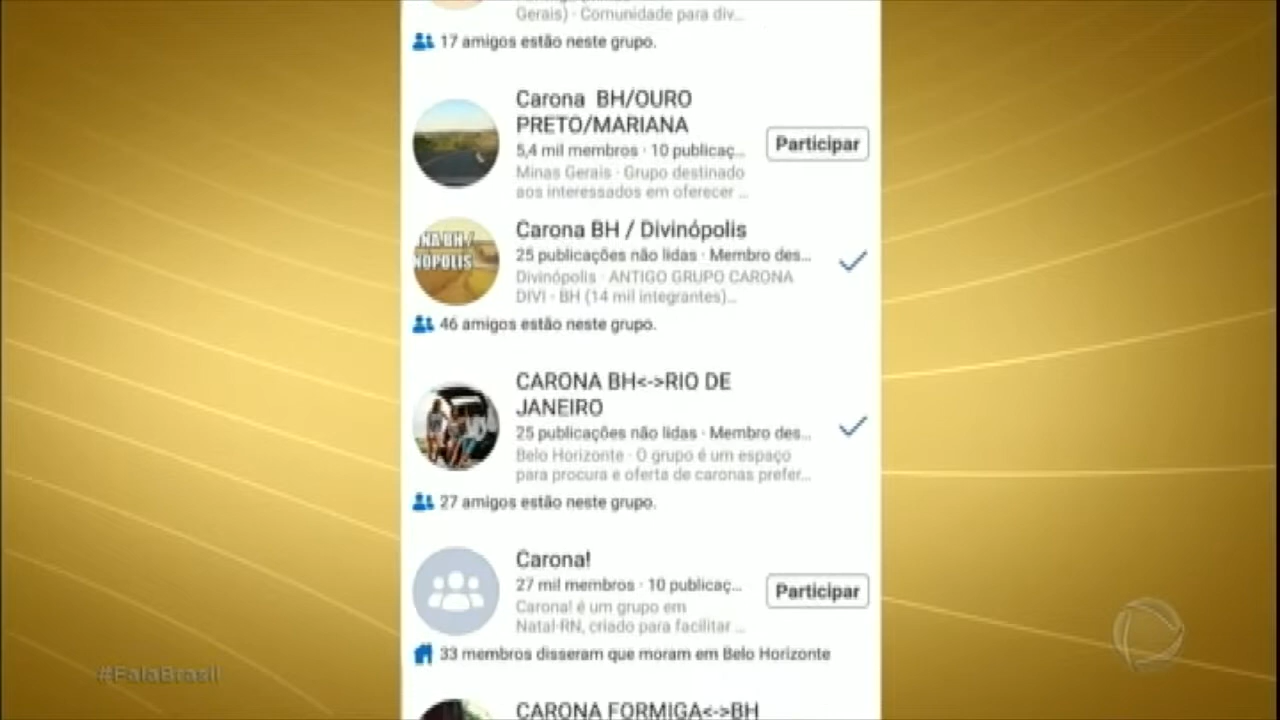 Gerais) · Comunidade para div...
17 amigos estão neste grupo.
Carona BH/OURO
PRETO/MARIANA
5,4 mil membros · 10 publicaç...
Participar
Minas Gerais · Grupo destinado
aos interessados em oferecer ...
Carona BH / Divinópolis
NA BH /
NÓPOLIS
25 publicações não lidas · Membro des...
Divinópolis · ANTIGO GRUPO CARONA
DIVI - BH (14 mil integrantes)...
46 amigos estão neste grupo.
CARONA BH<->RIO DE
JANEIRO
25 publicações não lidas · Membro des...
Belo Horizonte · O grupo é um espaço
para procura e oferta de caronas prefer...
27 amigos estão neste grupo.
Carona!
27 mil membros · 10 publicaç...
Participar
Carona! é um grupo em
Natal-RN, criado para facilitar ...
33 membros disseram que moram em Belo Horizonte
#FalaBrasil
CARONA FORMIGA<->BH